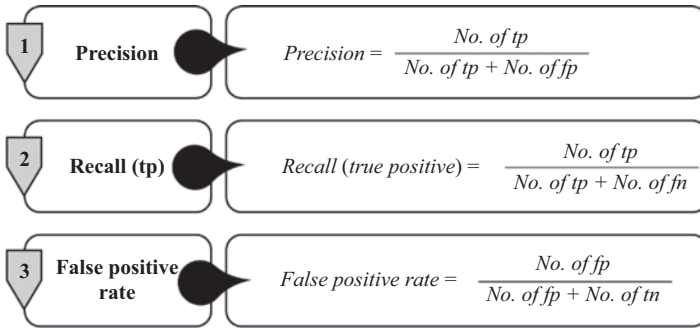 1
Precision
Precision = No. of tp
No. of tp + No. of fp
2
Recall (tp)
Recall (true positive) = No. of tp
No. of tp + No. of fn
3
False positive
rate
False positive rate = No. of fp
No. of fp + No. of tn